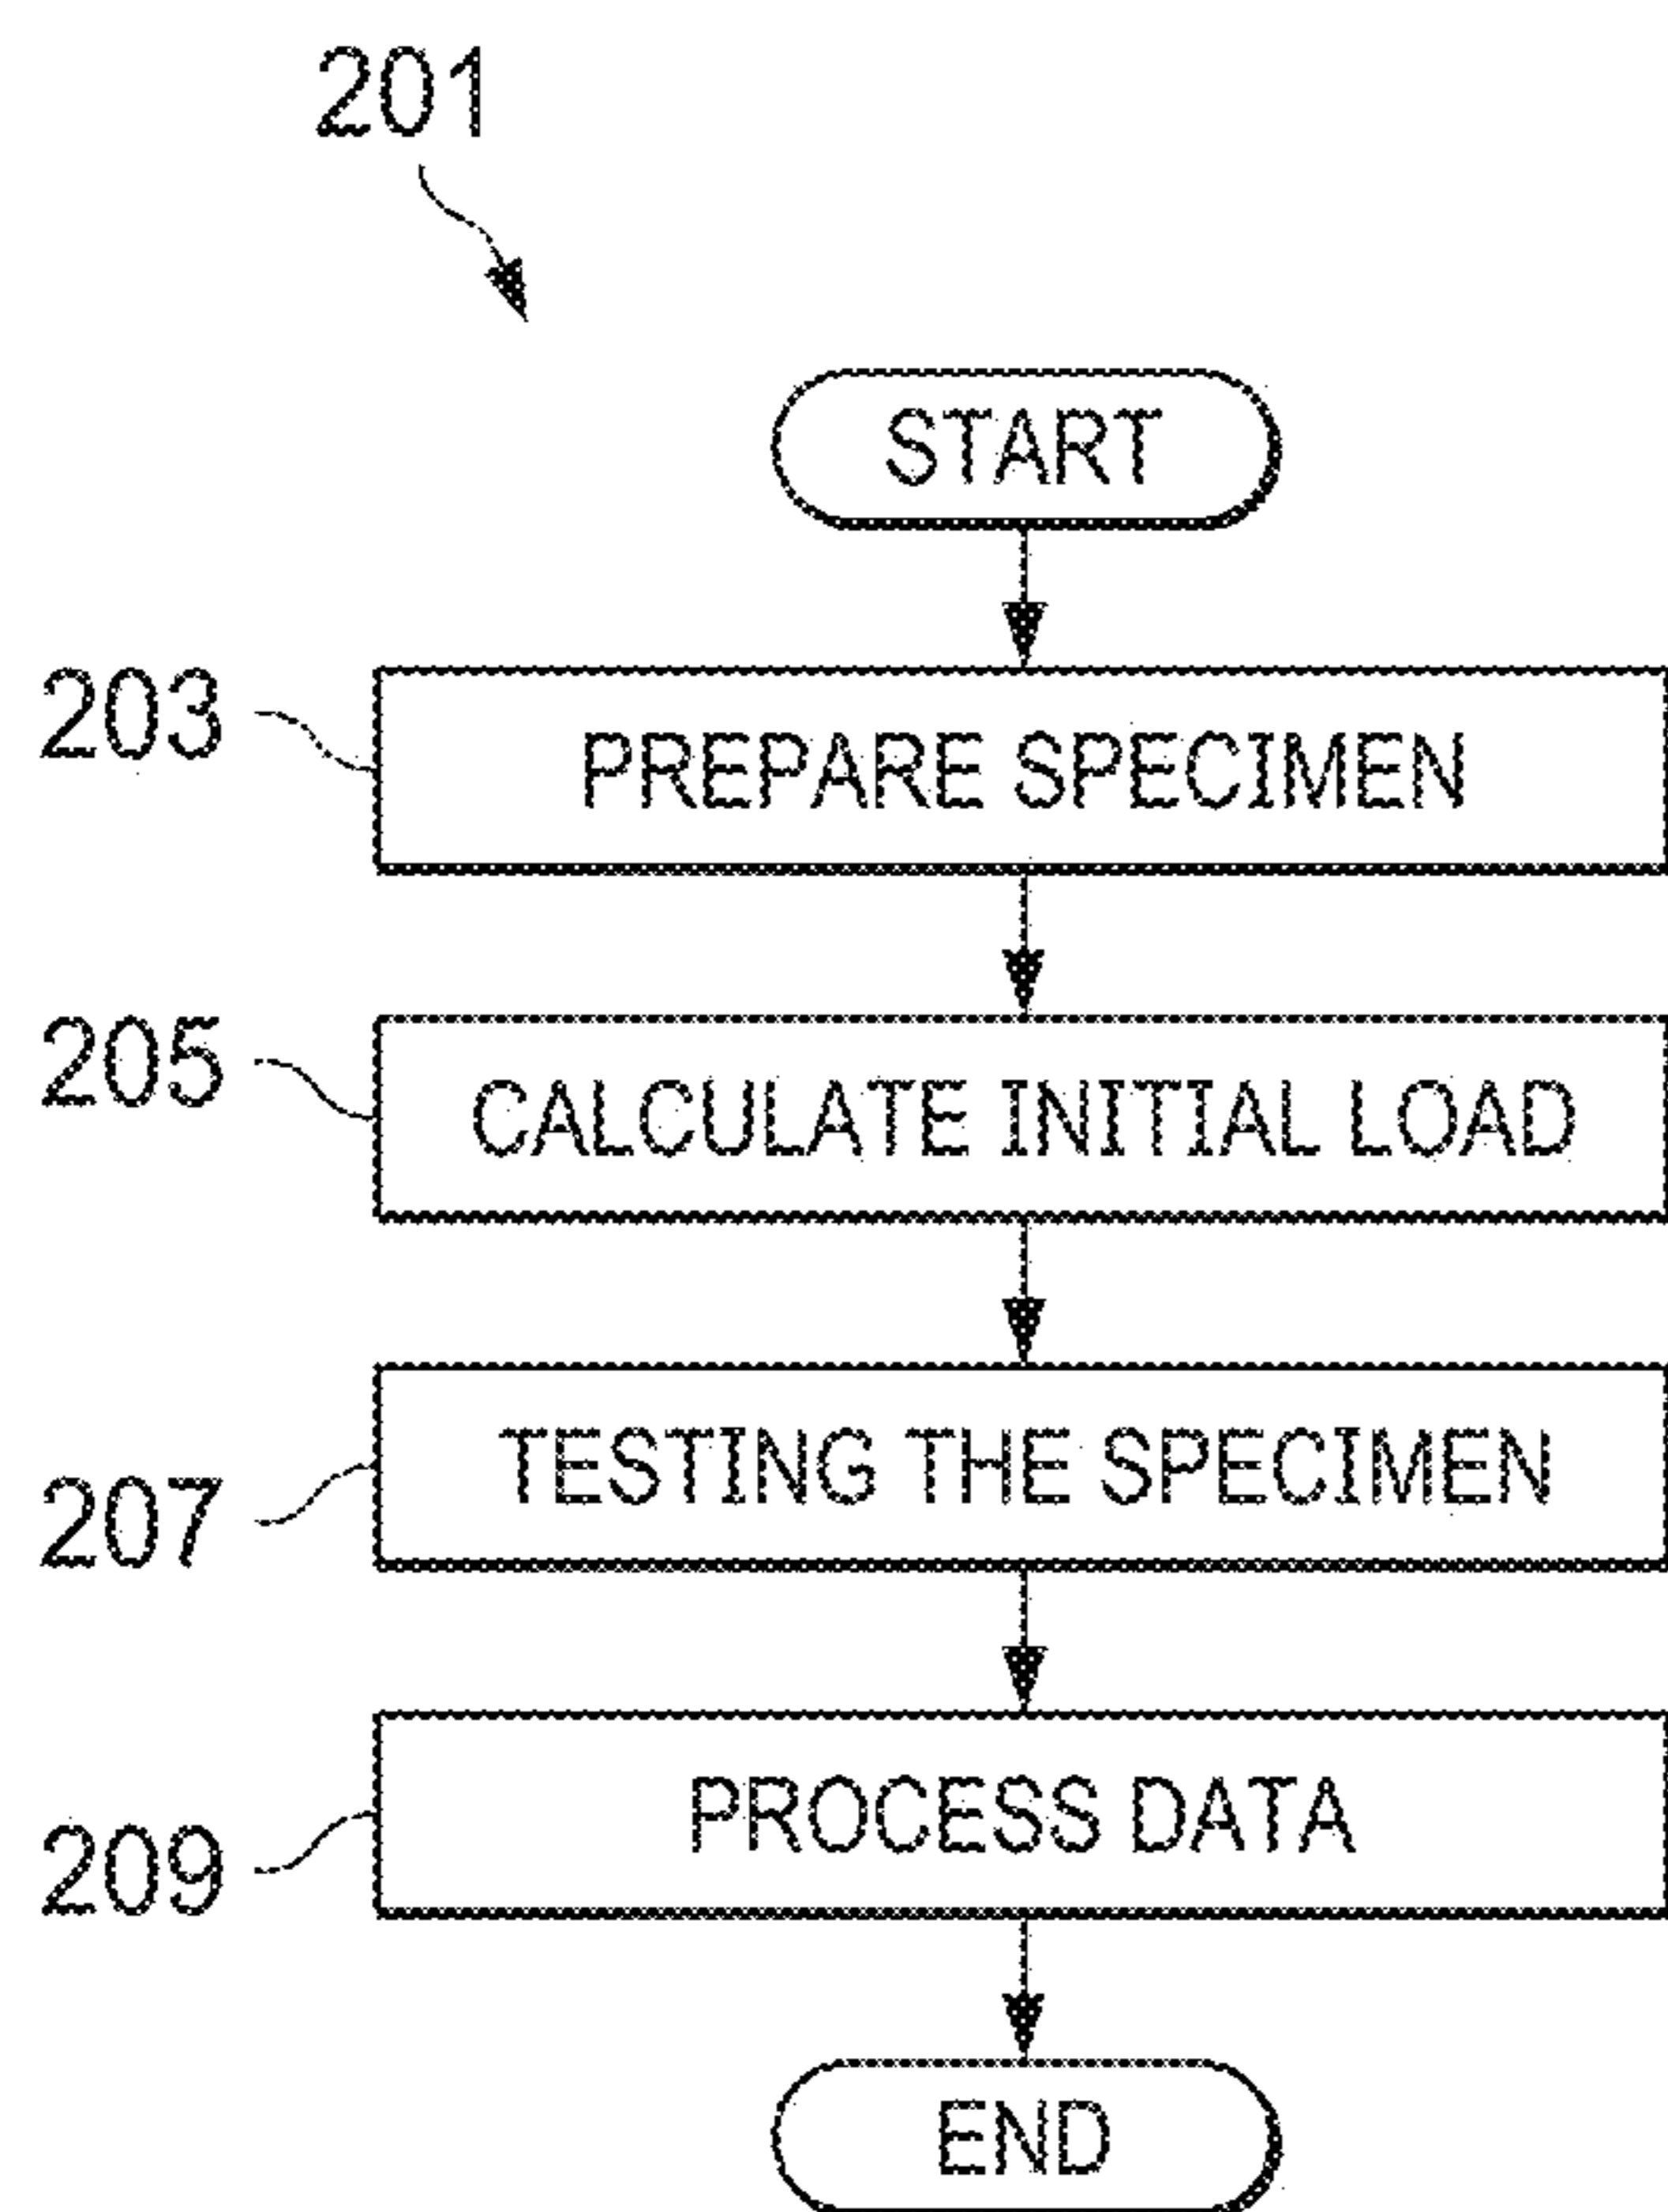 201
START
203
PREPARE SPECIMEN
205
CALCULATE INITIAL LOAD
207
TESTING THE SPECIMEN
209
PROCESS DATA
END